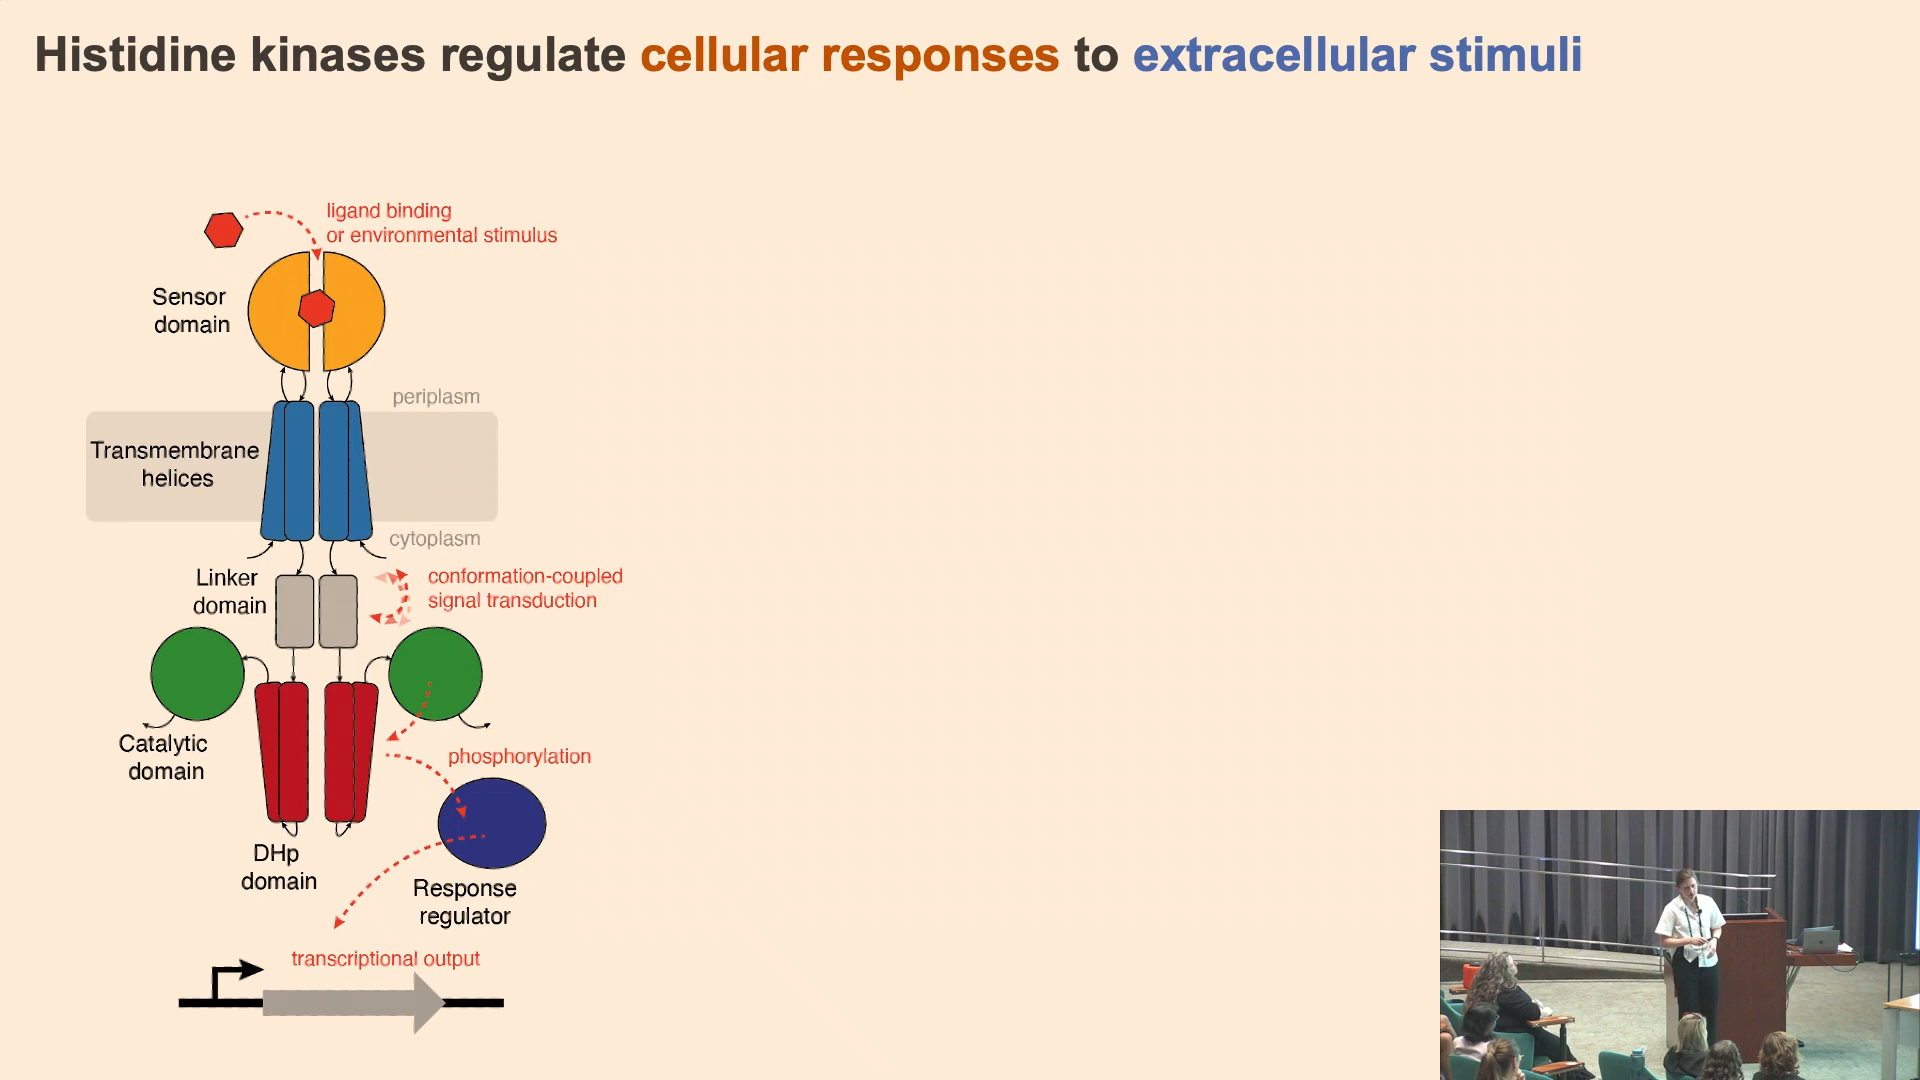 Histidine kinases regulate cellular responses to extracellular stimuli
ligand binding
or environmental stimulus
Sensor
domain
periplasm
Transmembrane
helices
cytoplasm
Linker
domain
conformation-coupled
signal transduction
Catalytic
domain
phosphorylation
DHp
domain
Response
regulator
transcriptional output